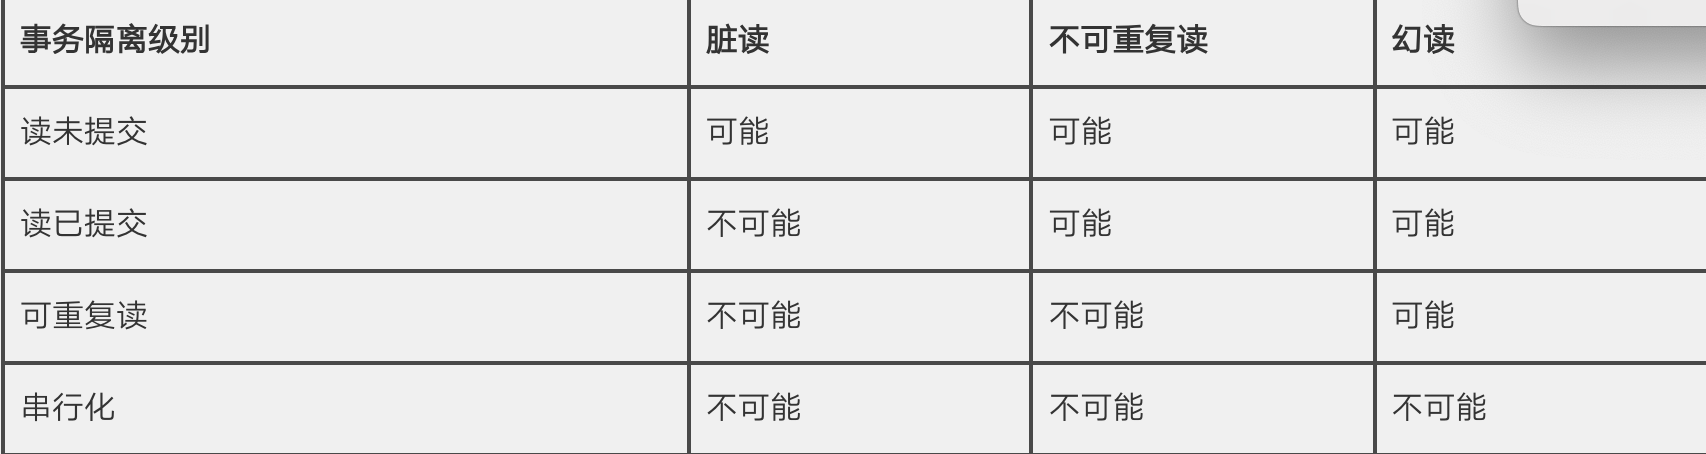 事务隔离级别 脏读 不可重复读 幻读
读未提交 可能 可能 可能
读已提交 不可能 可能 可能
可重复读 不可能 不可能 可能
串行化 不可能 不可能 不可能